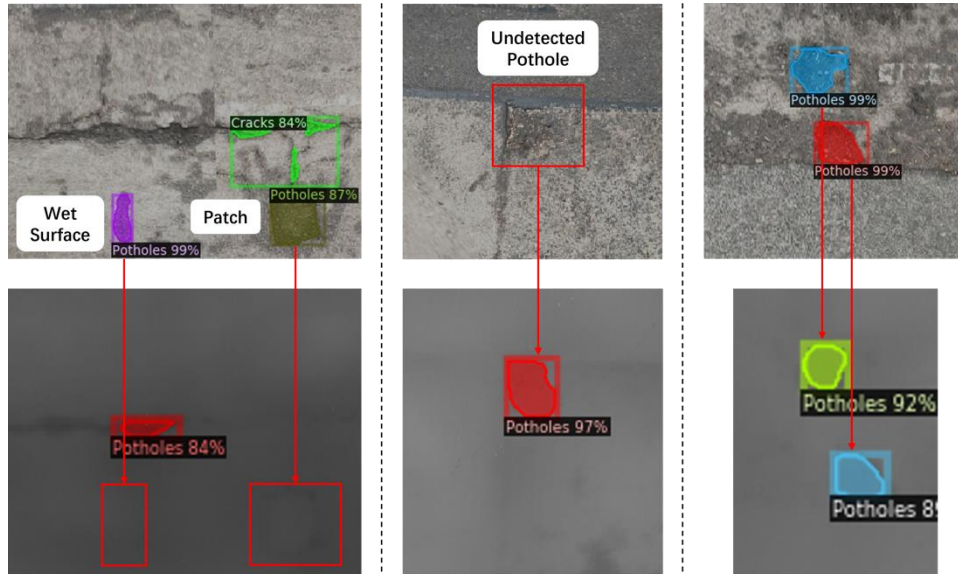 Undetected
Pothole
Cracks 84%
Potholes 87%
Wet
Surface
Patch
Potholes 99%
Potholes 99%
Potholes 99%
Potholes 84%
Potholes 97%
Potholes 92%
Potholes